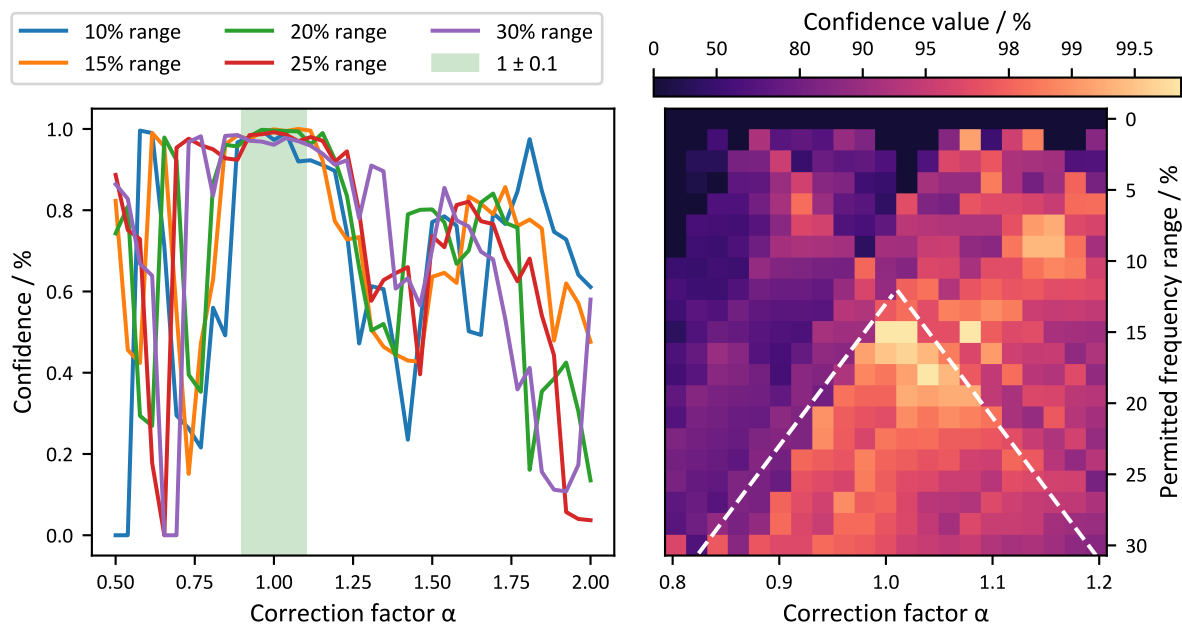 10% range 20% range 30% range
15% range 25% range 1 ± 0.1
Confidence / %
1.0
0.8
0.6
0.4
0.2
0.0
0.50 0.75 1.00 1.25 1.50 1.75 2.00
Correction factor α
Confidence value / %
0 50 80 90 95 98 99 99.5
0
5
10
15
20
25
30
Permitted frequency range / %
0.8 0.9 1.0 1.1 1.2
Correction factor α